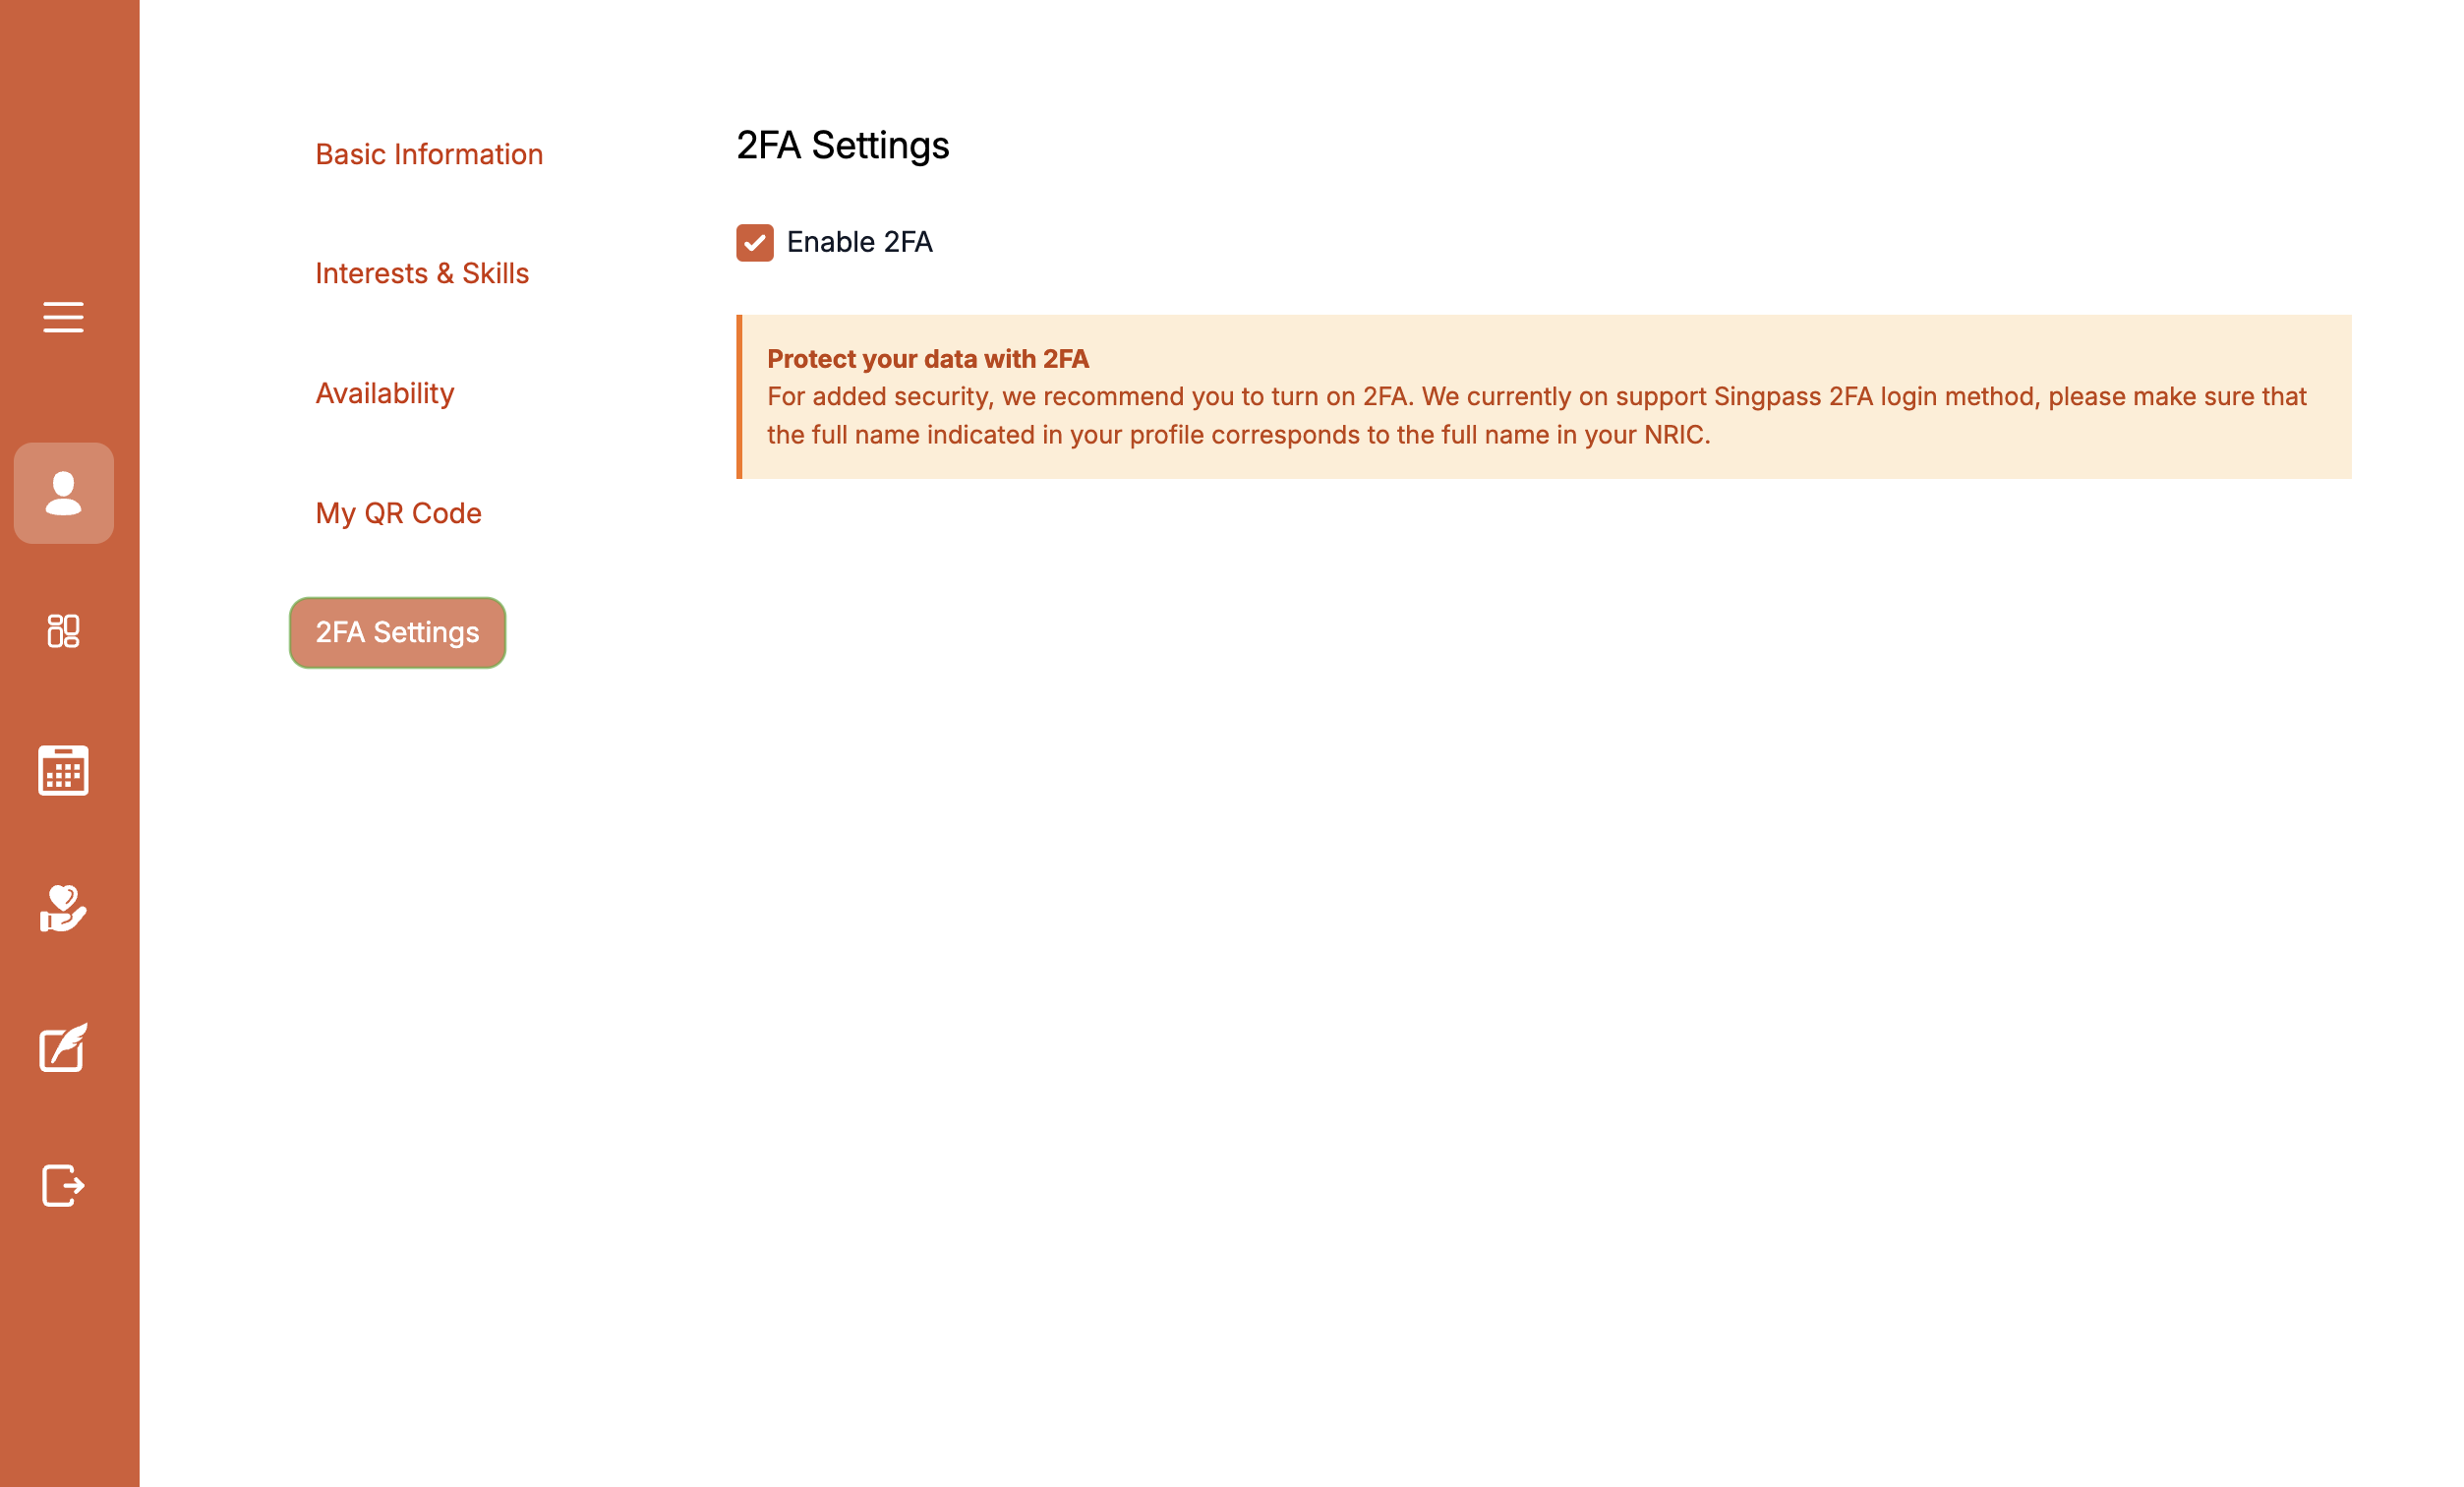 Basic Information
Interests & Skills
Availability
My QR Code
2FA Settings
2FA Settings
Enable 2FA
Protect your data with 2FA
For added security, we recommend you to turn on 2FA. We currently on support Singpass 2FA login method, please make sure that
the full name indicated in your profile corresponds to the full name in your NRIC.